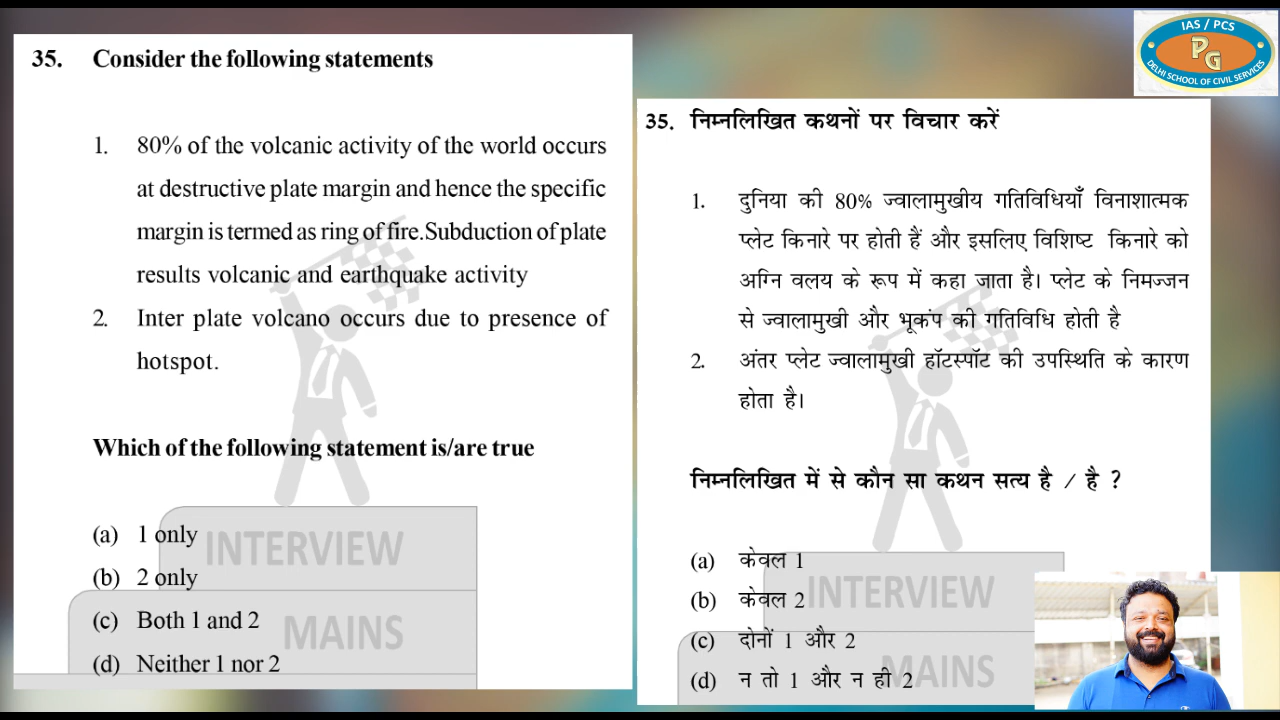 IAS / PCS
PG
DELHI SCHOOL OF CIVIL SERVICES
35. Consider the following statements
1. 80% of the volcanic activity of the world occurs
at destructive plate margin and hence the specific
margin is termed as ring of fire.Subduction of plate
results volcanic and earthquake activity
2. Inter plate volcano occurs due to presence of
hotspot.
Which of the following statement is/are true
(a) 1 only
(b) 2 only
(c) Both 1 and 2
(d) Neither 1 nor 2
INTERVIEW
MAINS
35. निम्नलिखित कथनों पर विचार करें
1. दुनिया की 80% ज्वालामुखीय गतिविधियाँ विनाशात्मक
प्लेट किनारे पर होती हैं और इसलिए विशिष्ट किनारे को
अग्नि वलय के रूप में कहा जाता है। प्लेट के निमज्जन
से ज्वालामुखी और भूकंप की गतिविधि होती है
2. अंतर प्लेट ज्वालामुखी हॉटस्पॉट की उपस्थिति के कारण
होता है।
निम्नलिखित में से कौन सा कथन सत्य है / है ?
(a) केवल 1
(b) केवल 2
(c) दोनों 1 और 2
(d) न तो 1 और न ही 2
INTERVIEW
MAINS